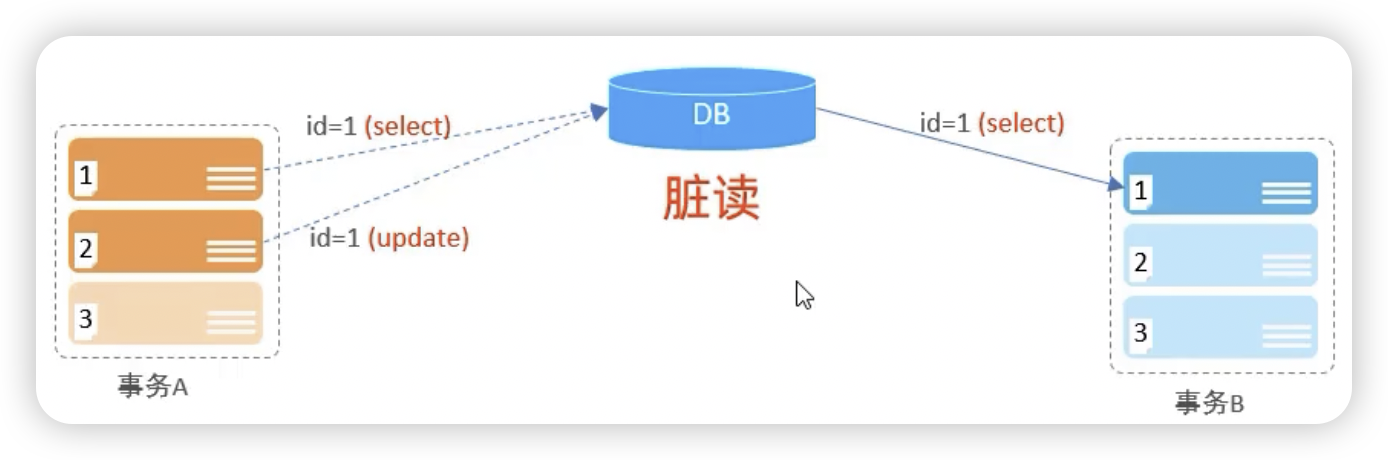 id=1 (select)
DB
id=1 (select)
脏读
id=1 (update)
1
2
3
事务A
1
2
3
事务B